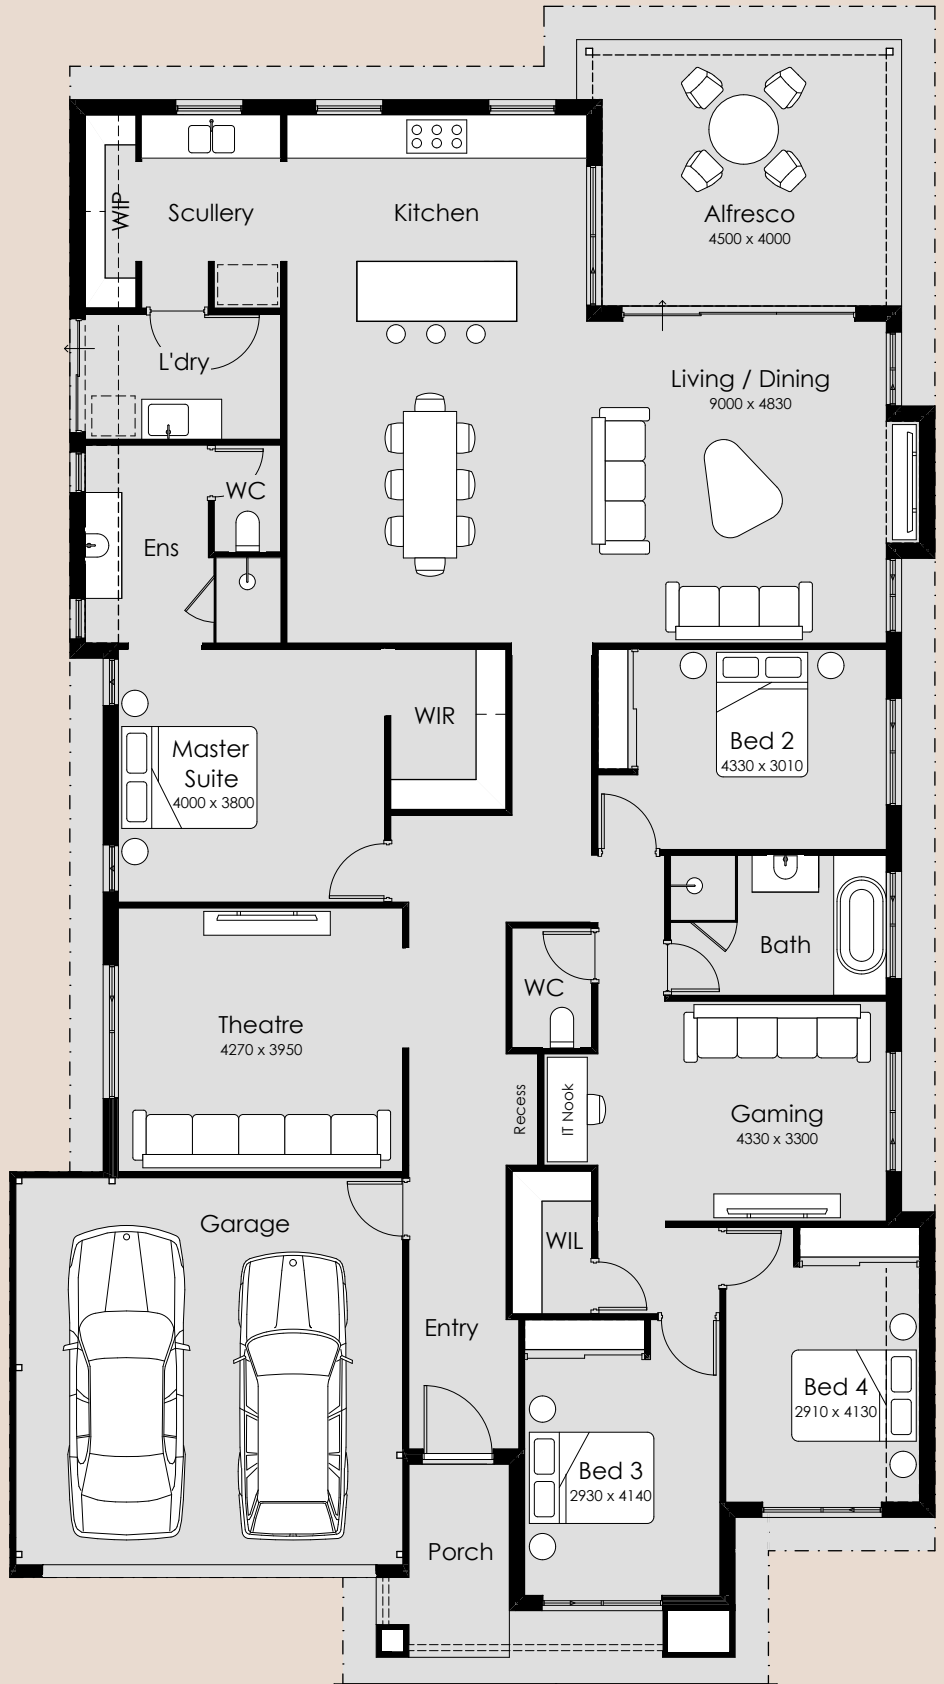 WIP
Scullery
Kitchen
Alfresco
4500 x 4000
L'dry
Living / Dining
9000 x 4830
WC
Ens
WIR
Master
Suite
4000 x 3800
Bed 2
4330 x 3010
Bath
WC
Theatre
4270 x 3950
Recess
IT Nook
Gaming
4330 x 3300
Garage
WIL
Entry
Bed 4
2910 x 4130
Bed 3
2930 x 4140
Porch